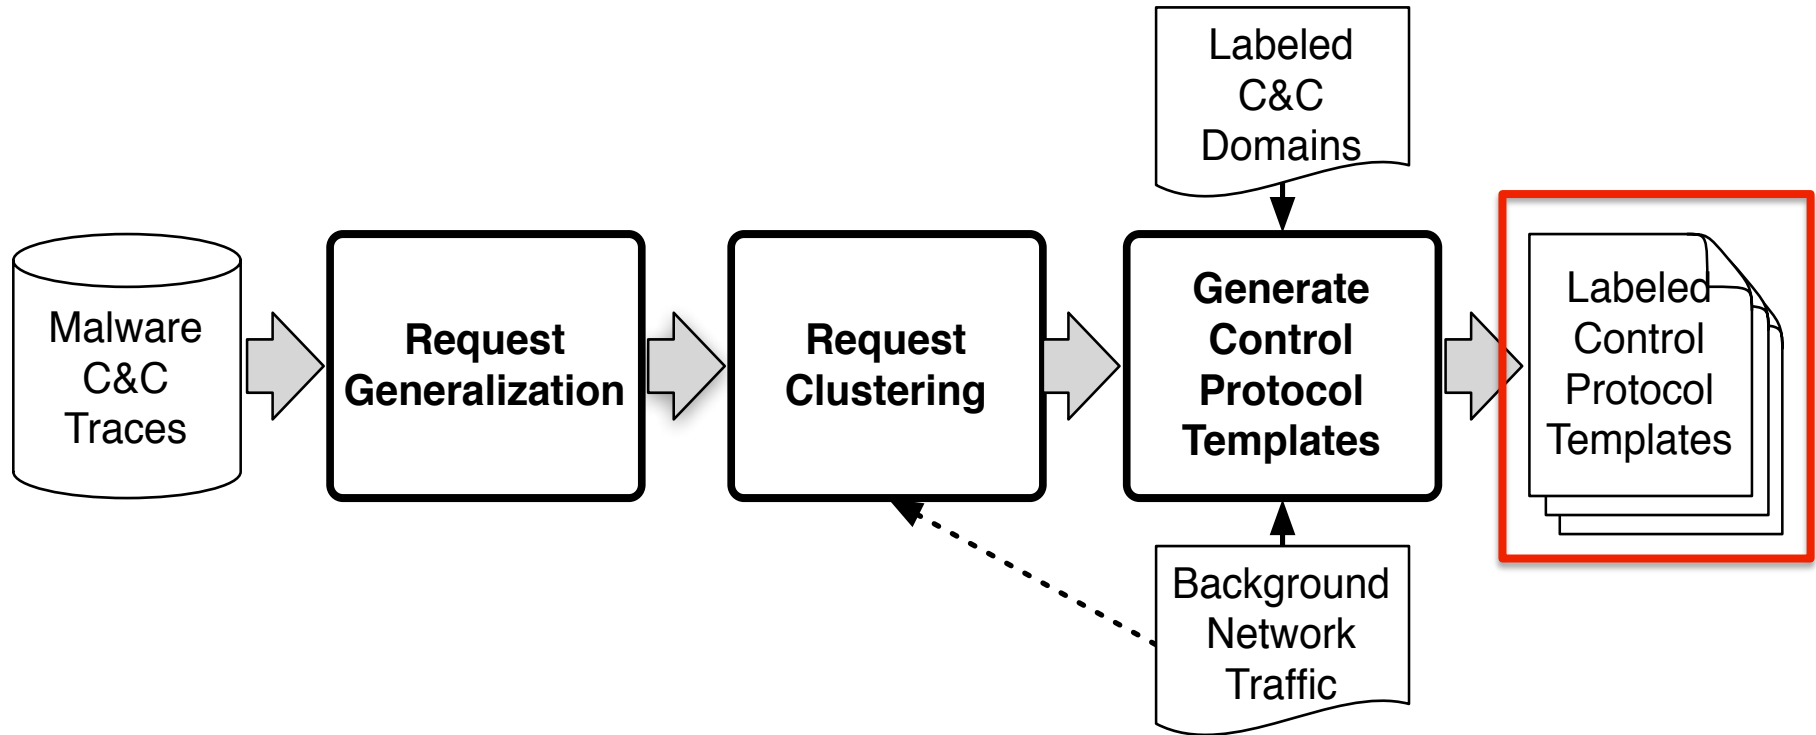 Labeled
C&C
Domains
Malware
C&C
Traces
Request
Generalization
Request
Clustering
Generate
Control
Protocol
Templates
Labeled
Control
Protocol
Templates
Background
Network
Traffic